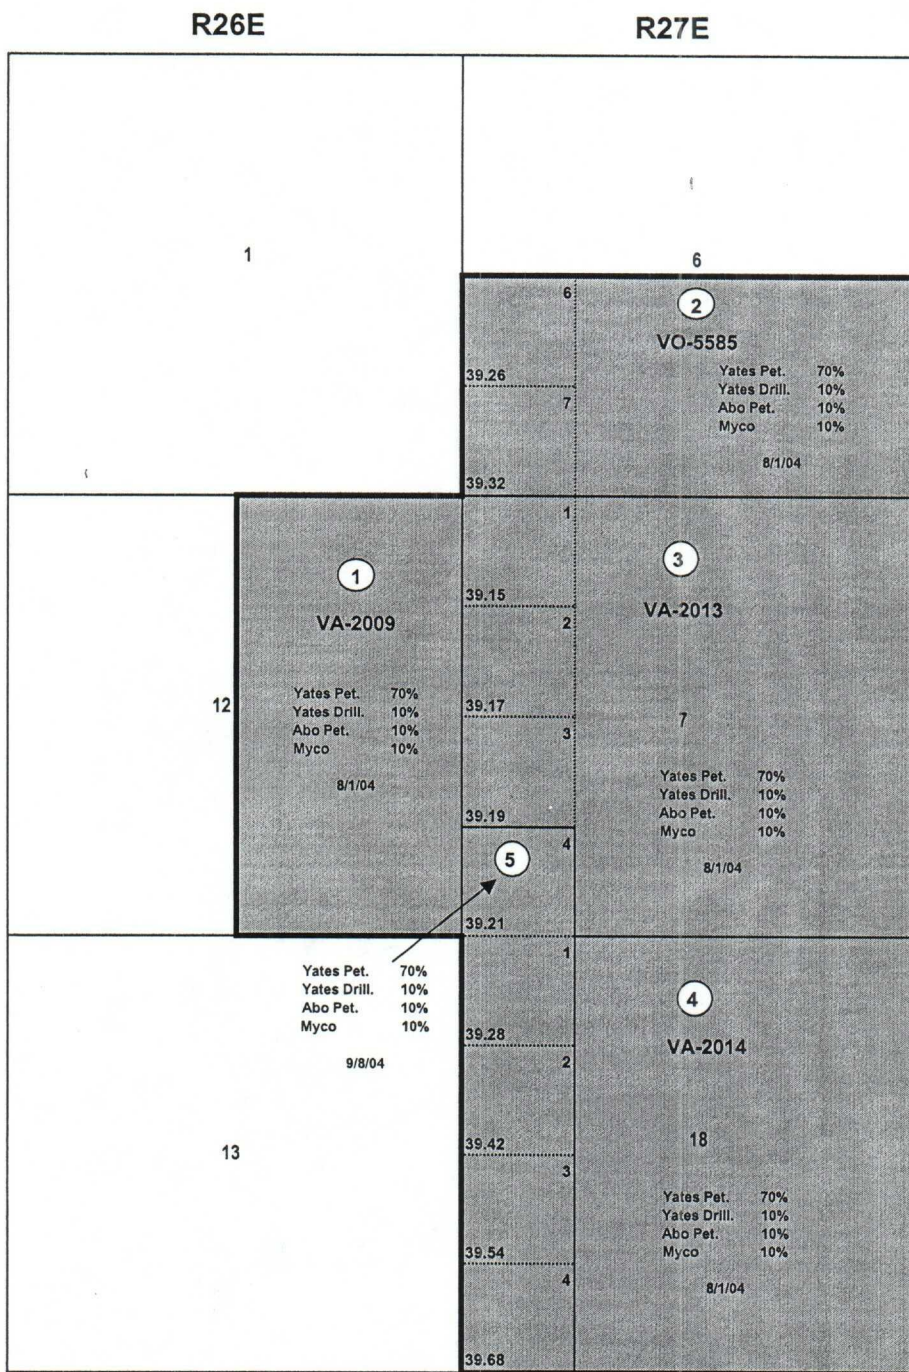 R26E R27E
1
6
6
2
VO-5585
Yates Pet. 70%
Yates Drill. 10%
Abo Pet. 10%
Myco 10%
8/1/04
39.26
7
39.32
1
VA-2009
Yates Pet. 70%
Yates Drill. 10%
Abo Pet. 10%
Myco 10%
8/1/04
12
1
39.15
2
39.17
3
39.19
3
VA-2013
7
Yates Pet. 70%
Yates Drill. 10%
Abo Pet. 10%
Myco 10%
8/1/04
4
5
39.21
Yates Pet. 70%
Yates Drill. 10%
Abo Pet. 10%
Myco 10%
9/8/04
13
1
39.28
2
39.42
3
39.54
4
39.68
4
VA-2014
18
Yates Pet. 70%
Yates Drill. 10%
Abo Pet. 10%
Myco 10%
8/1/04